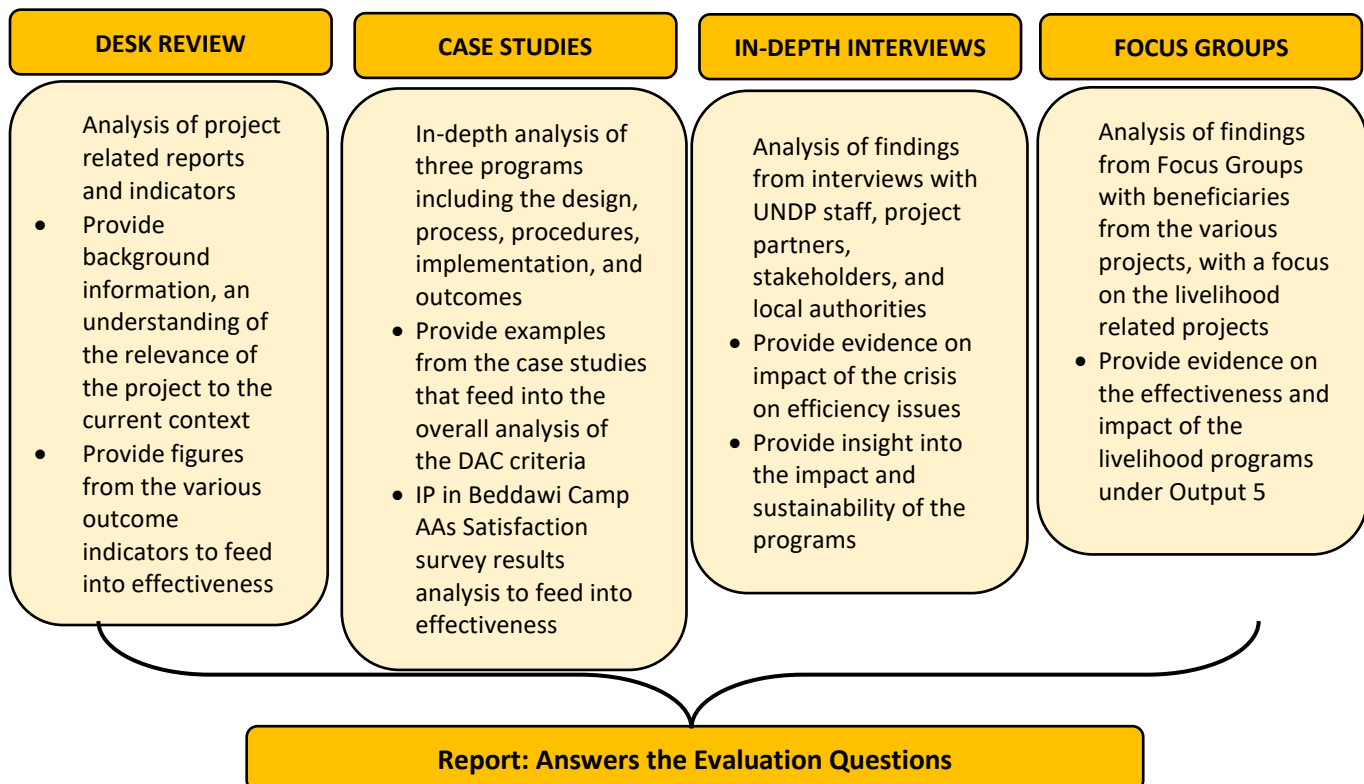 DESK REVIEW
Analysis of project
related reports
and indicators
• Provide
background
information, an
understanding of
the relevance of
the project to the
current context
• Provide figures
from the various
outcome
indicators to feed
into effectiveness
CASE STUDIES
In-depth analysis of
three programs
including the design,
process, procedures,
implementation, and
outcomes
• Provide examples
from the case studies
that feed into the
overall analysis of
the DAC criteria
• IP in Beddawi Camp
AAs Satisfaction
survey results
analysis to feed into
effectiveness
IN-DEPTH INTERVIEWS
Analysis of findings
from interviews with
UNDP staff, project
partners,
stakeholders, and
local authorities
• Provide evidence on
impact of the crisis
on efficiency issues
• Provide insight into
the impact and
sustainability of the
programs
FOCUS GROUPS
Analysis of findings
from Focus Groups
with beneficiaries
from the various
projects, with a focus
on the livelihood
related projects
• Provide evidence on
the effectiveness and
impact of the
livelihood programs
under Output 5
Report: Answers the Evaluation Questions